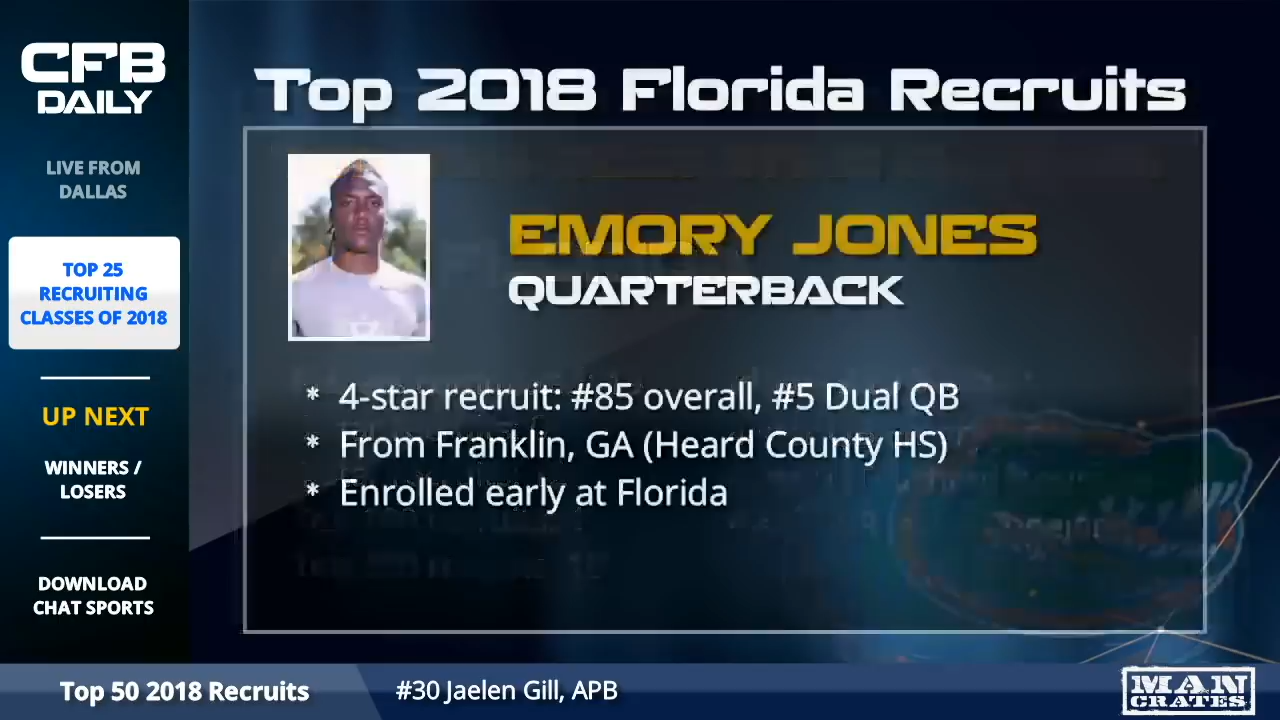 CFB
DAILY
LIVE FROM
DALLAS
TOP 25
RECRUITING
CLASSES OF 2018
UP NEXT
WINNERS /
LOSERS
DOWNLOAD
CHAT SPORTS
Top 2018 Florida Recruits
EMORY JONES
QUARTERBACK
* 4-star recruit: #85 overall, #5 Dual QB
* From Franklin, GA (Heard County HS)
* Enrolled early at Florida
Top 50 2018 Recruits
#30 Jaelen Gill, APB
MAN
CRATES